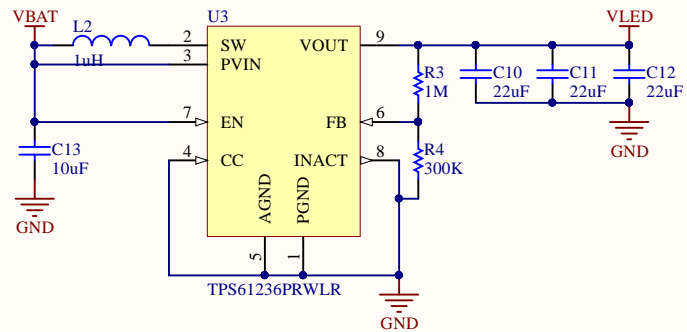 VBAT
U3
VLED
L2
1uH
2
SW
VOUT
9
3
PVIN
R3
1M
C10
22uF
C11
22uF
C12
22uF
7
EN
FB
6
C13
10uF
4
CC
INACT
8
R4
300K
GND
GND
AGND
PGND
5
1
TPS61236PRWLR
GND